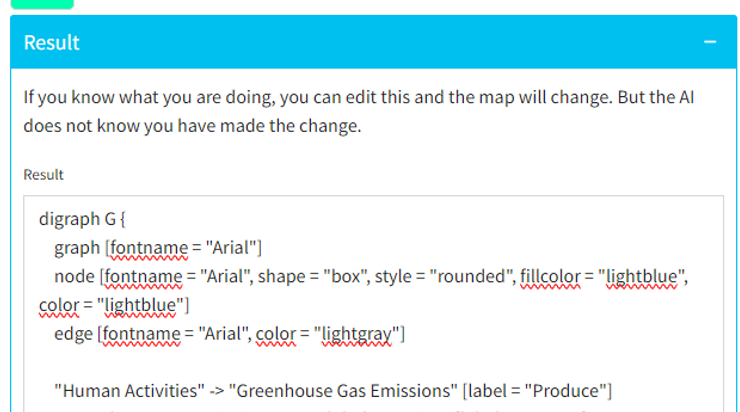 Result
If you know what you are doing, you can edit this and the map will change. But the AI
does not know you have made the change.
Result
digraph G {
graph [fontname = "Arial"]
node [fontname = "Arial", shape = "box", style = "rounded", fillcolor = "lightblue",
color = "lightblue"]
edge [fontname = "Arial", color = "lightgray"]
"Human Activities" -> "Greenhouse Gas Emissions" [label = "Produce"]